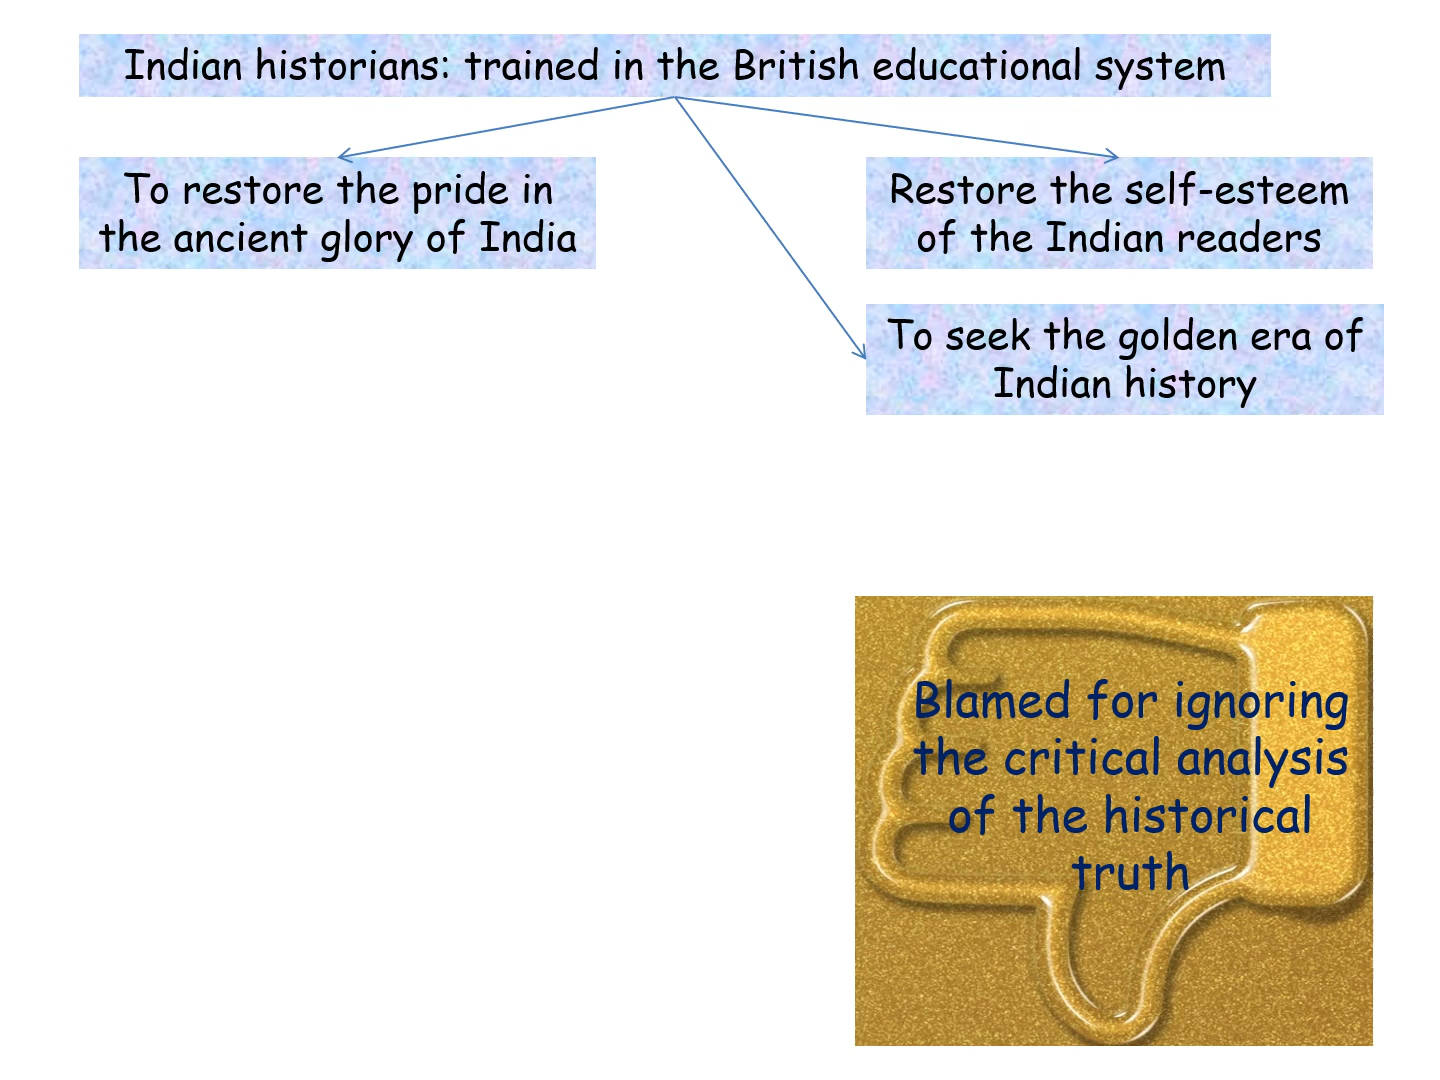 Indian historians: trained in the British educational system
To restore the pride in
the ancient glory of India
Restore the self-esteem
of the Indian readers
To seek the golden era of
Indian history
Blamed for ignoring
the critical analysis
of the historical
truth